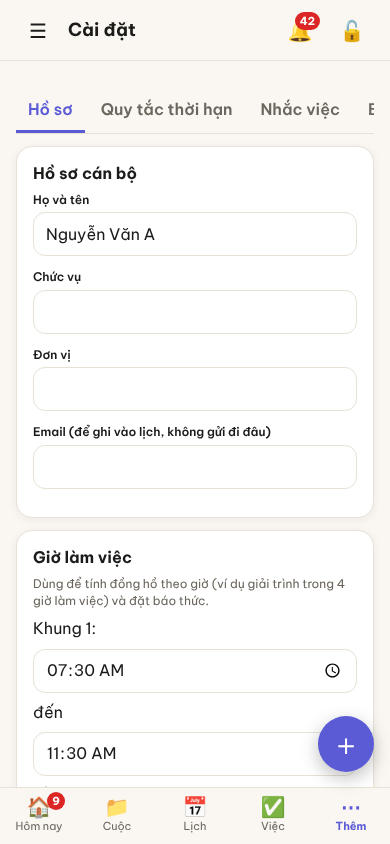 ☰ Cài đặt 42
Hồ sơ Quy tắc thời hạn Nhắc việc
Hồ sơ cán bộ
Họ và tên
Nguyễn Văn A
Chức vụ
Đơn vị
Email (để ghi vào lịch, không gửi đi đâu)
Giờ làm việc
Dùng để tính đồng hồ theo giờ (ví dụ giải trình trong 4
giờ làm việc) và đặt báo thức.
Khung 1:
07:30 AM
đến
11:30 AM
+
9
Hôm nay Cuộc Lịch Việc Thêm